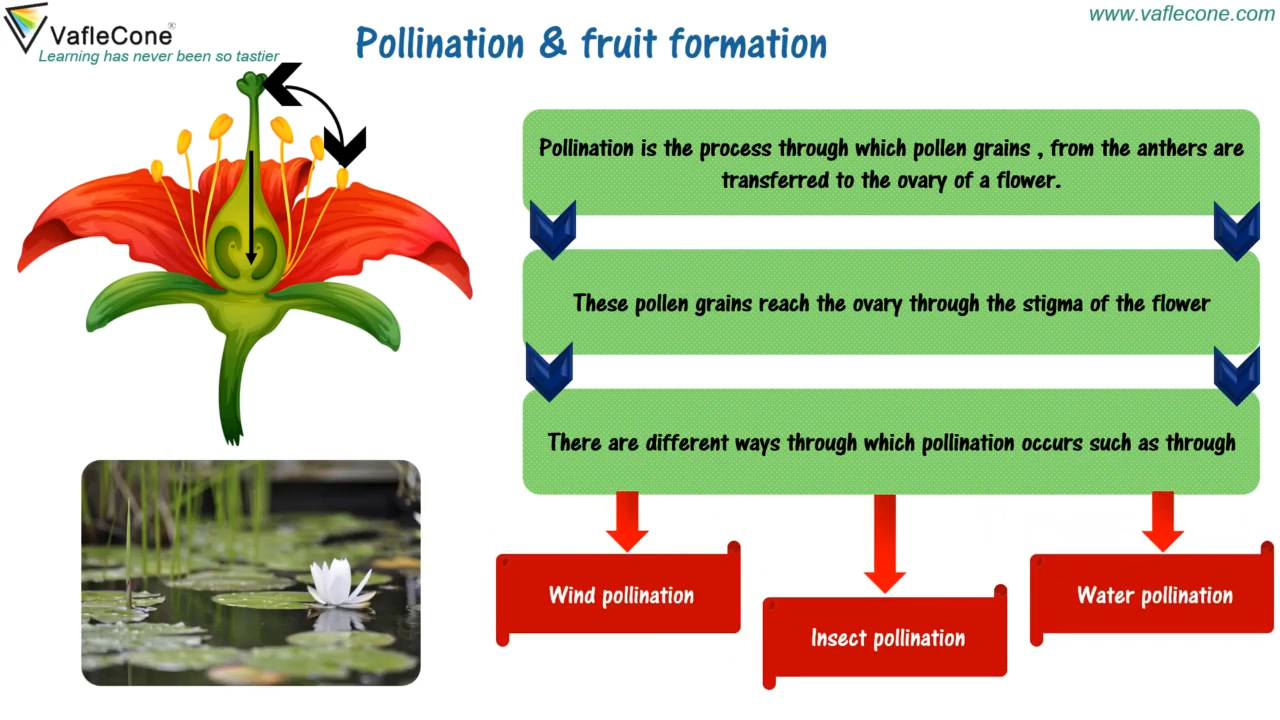 VafleCone®
Learning has never been so tastier
www.vaflecone.com
Pollination & fruit formation
Pollination is the process through which pollen grains , from the anthers are
transferred to the ovary of a flower.
These pollen grains reach the ovary through the stigma of the flower
There are different ways through which pollination occurs such as through
Wind pollination
Insect pollination
Water pollination